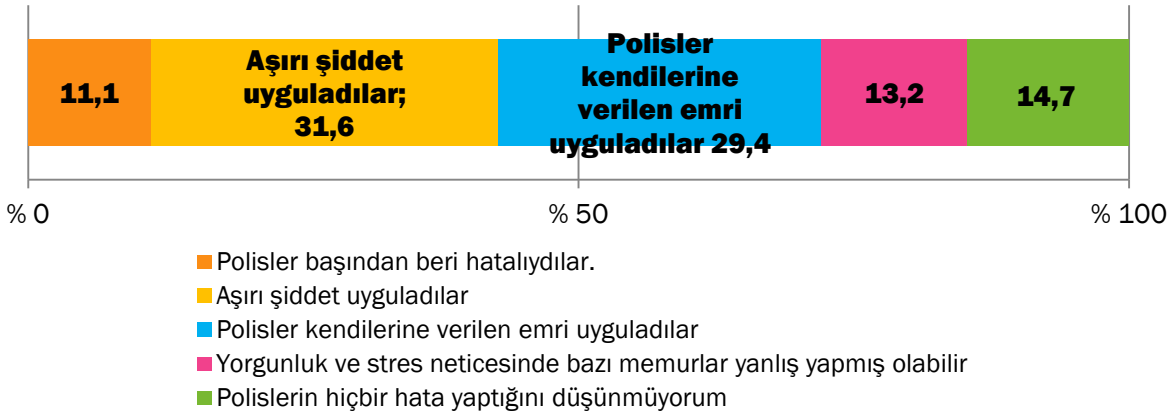 11,1
Aşırı şiddet
uyguladılar;
31,6
Polisler
kendilerine
verilen emri
uyguladılar 29,4
13,2
14,7
% 0
% 50
% 100
Polisler başından beri hatalıydılar.
Aşırı şiddet uyguladılar
Polisler kendilerine verilen emri uyguladılar
Yorgunluk ve stres neticesinde bazı memurlar yanlış yapmış olabilir
Polislerin hiçbir hata yaptığını düşünmüyorum